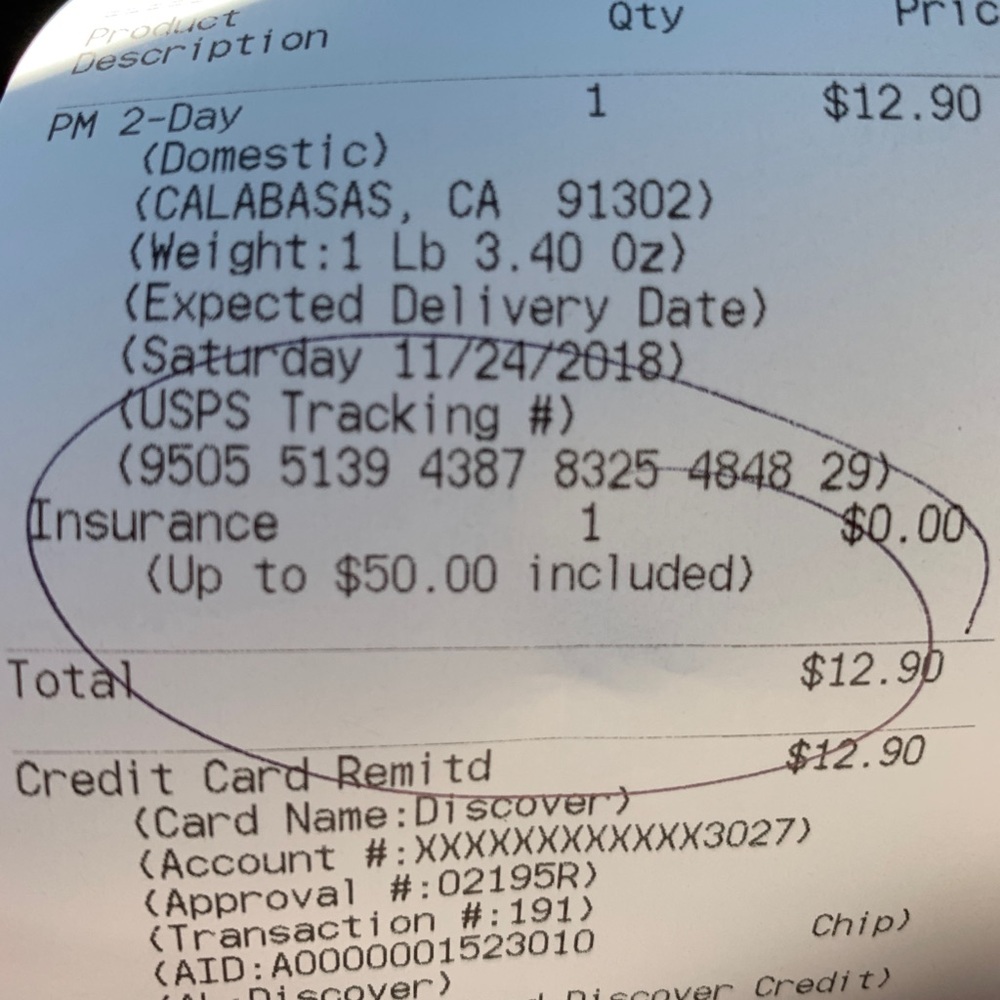 Product Qty Pric
Description
PM 2-Day 1 $12.90
(Domestic)
(CALABASAS, CA 91302)
(Weight:1 Lb 3.40 Oz)
(Expected Delivery Date)
(Saturday 11/24/2018)
(USPS Tracking #)
(9505 5139 4387 8325 4848 29)
Insurance 1 $0.00
(Up to $50.00 included)
Total $12.90
Credit Card Remitd $12.90
(Card Name:Discover)
(Account #:XXXXXXXXXXXX3027)
(Approval #:02195R)
(Transaction #:191)
(AID:A0000001523010 Chip)
Discover)
Discover Credit)